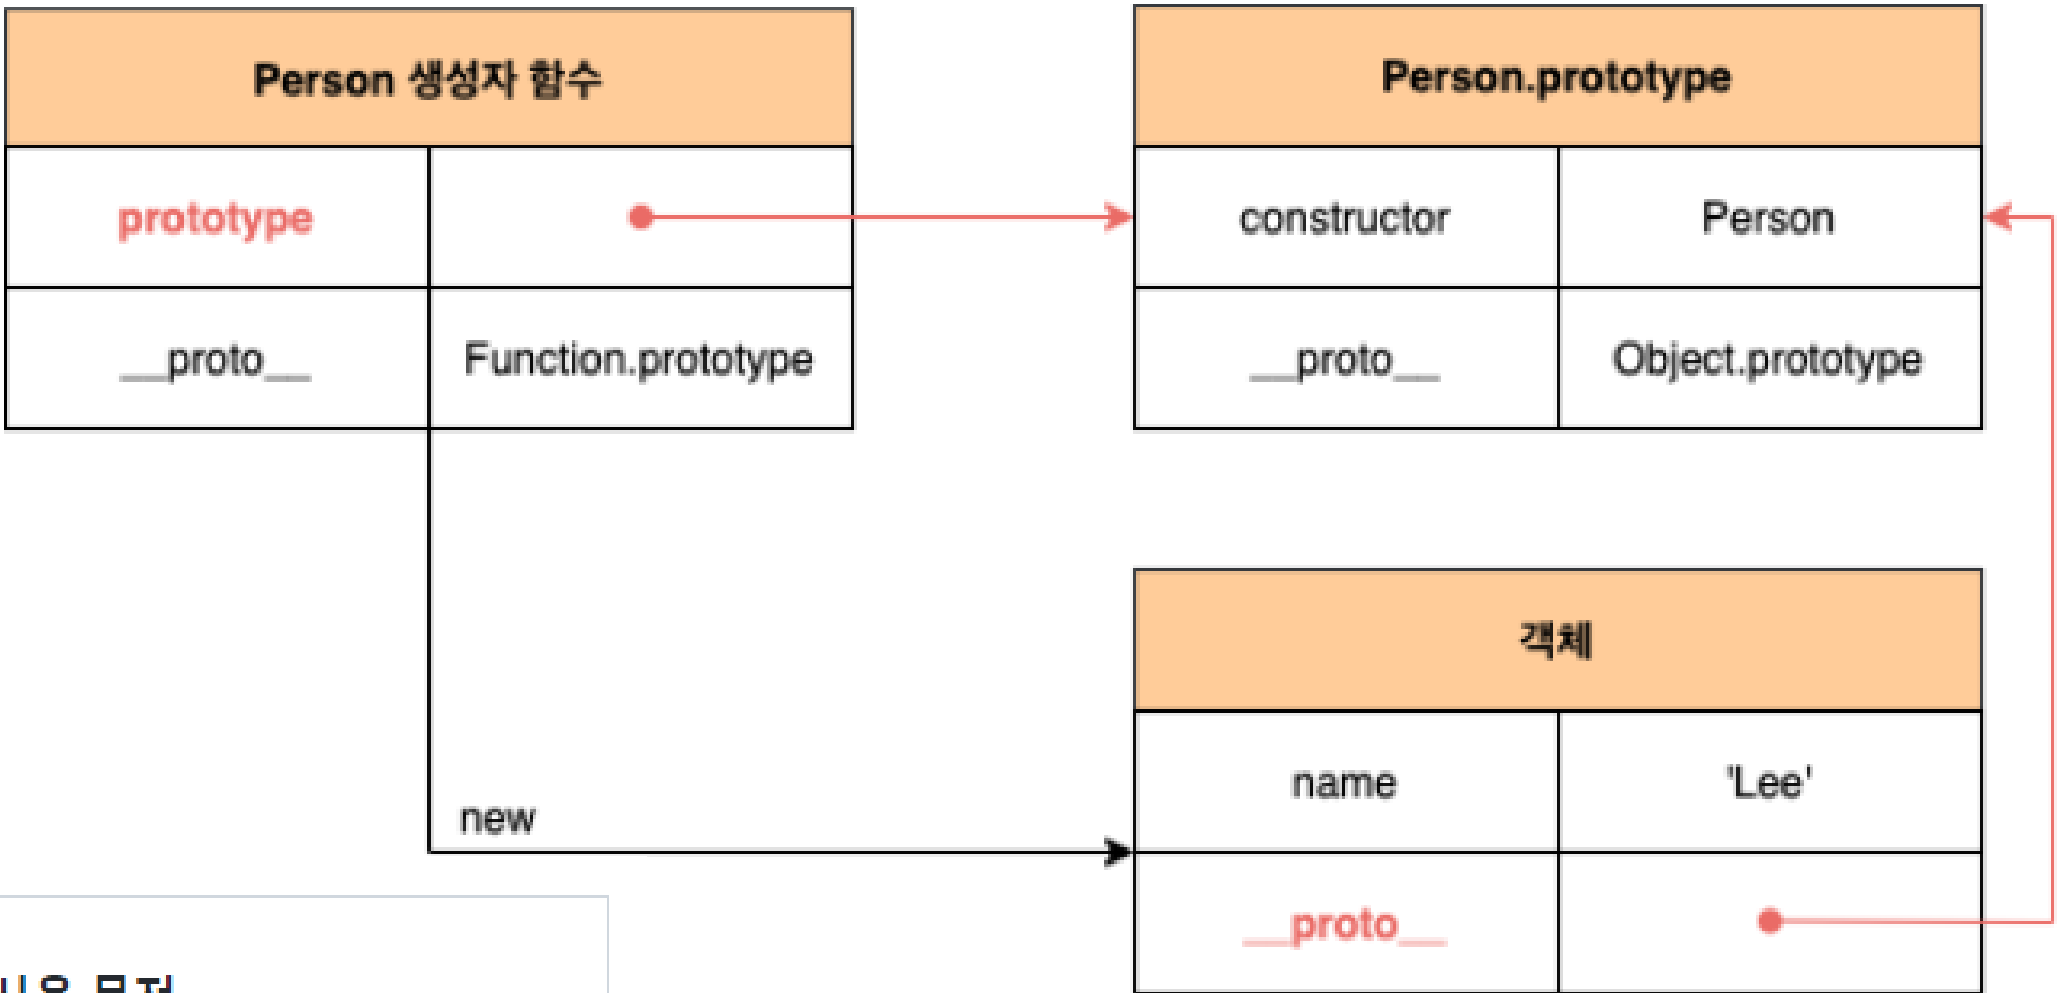 Person 생성자 함수
prototype
__proto__ Function.prototype
Person.prototype
constructor Person
__proto__ Object.prototype
new
객체
name 'Lee'
__proto__